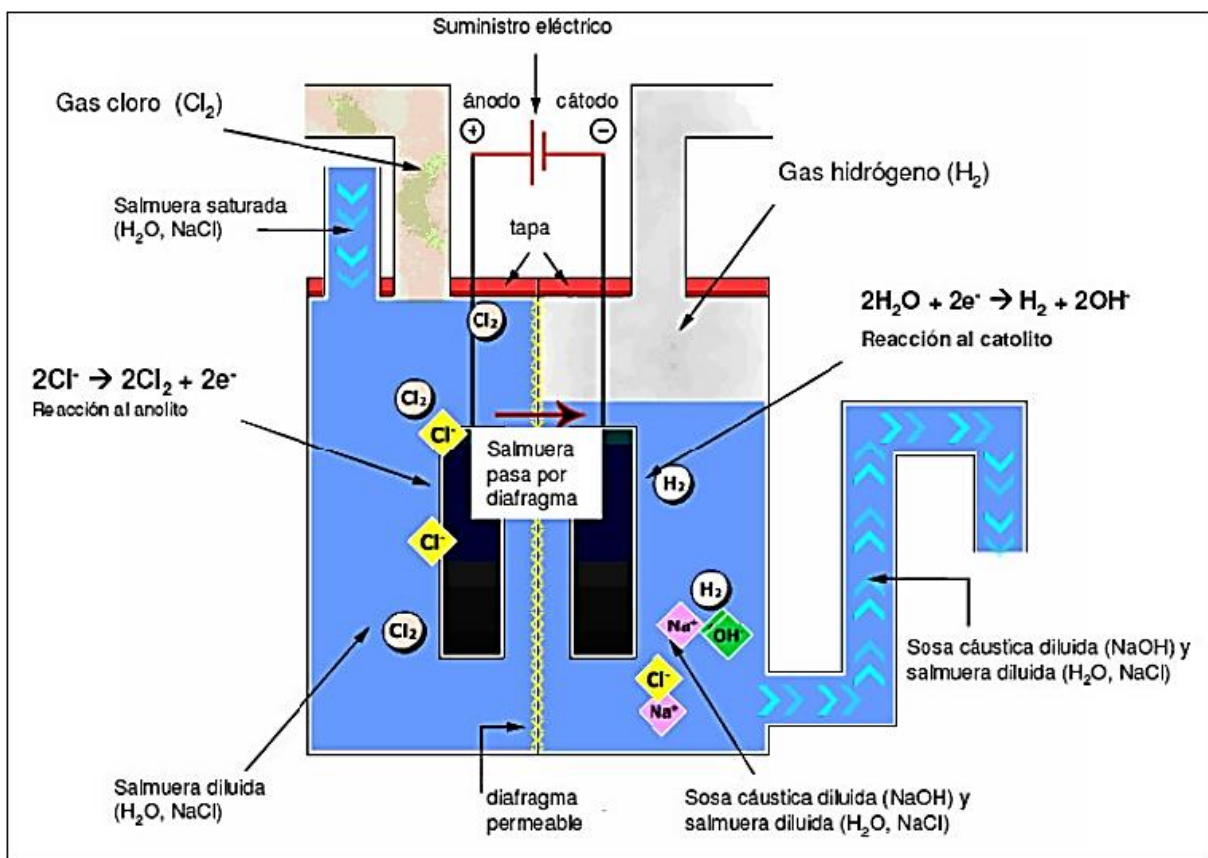 Suministro eléctrico
Gas cloro (Cl₂)
ánodo
cátodo
+
−
Gas hidrógeno (H₂)
Salmuera saturada
(H₂O, NaCl)
tapa
Cl₂
2H₂O + 2e⁻ → H₂ + 2OH⁻
Reacción al catolito
2Cl⁻ → 2Cl₂ + 2e⁻
Reacción al anolito
Cl₂
Cl⁻
Salmuera
pasa por
diafragma
H₂
Cl⁻
H₂
Cl₂
Na⁺
OH⁻
Cl⁻
Na⁺
Sosa cáustica diluida (NaOH) y
salmuera diluida (H₂O, NaCl)
Salmuera diluida
(H₂O, NaCl)
diafragma
permeable
Sosa cáustica diluida (NaOH) y
salmuera diluida (H₂O, NaCl)